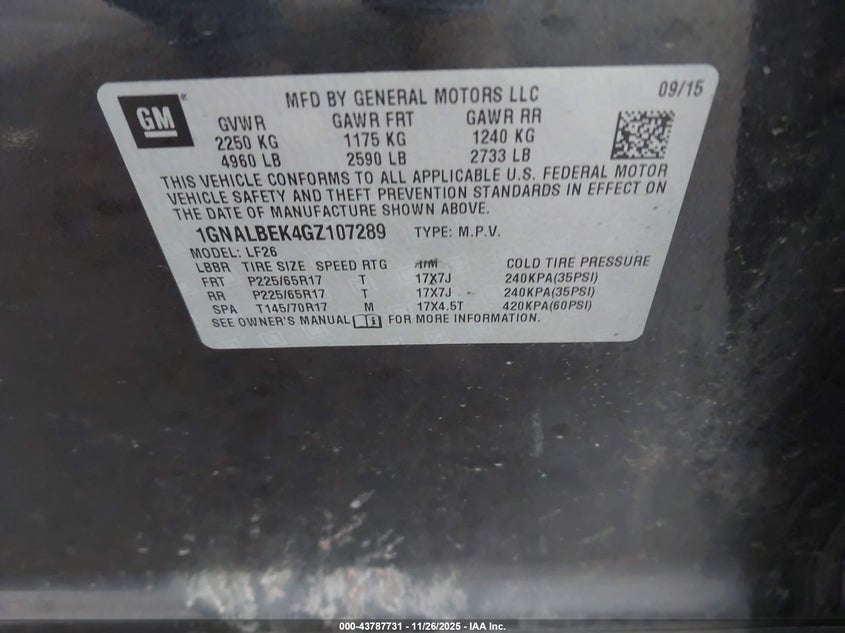 GM
MFD BY GENERAL MOTORS LLC 09/15
GVWR GAWR FRT GAWR RR
2250 KG 1175 KG 1240 KG
4960 LB 2590 LB 2733 LB
THIS VEHICLE CONFORMS TO ALL APPLICABLE U.S. FEDERAL MOTOR
VEHICLE SAFETY AND THEFT PREVENTION STANDARDS IN EFFECT ON
THE DATE OF MANUFACTURE SHOWN ABOVE.
1GNALBEK4GZ107289 TYPE: M.P.V.
MODEL: LF26
LBBR TIRE SIZE SPEED RTG RIM COLD TIRE PRESSURE
FRT P225/65R17 T 17X7J 240KPA(35PSI)
RR P225/65R17 T 17X7J 240KPA(35PSI)
SPA T145/70R17 M 17X4.5T 420KPA(60PSI)
SEE OWNER'S MANUAL FOR MORE INFORMATION.
000-43787731 - 11/26/2025 - IAA Inc.